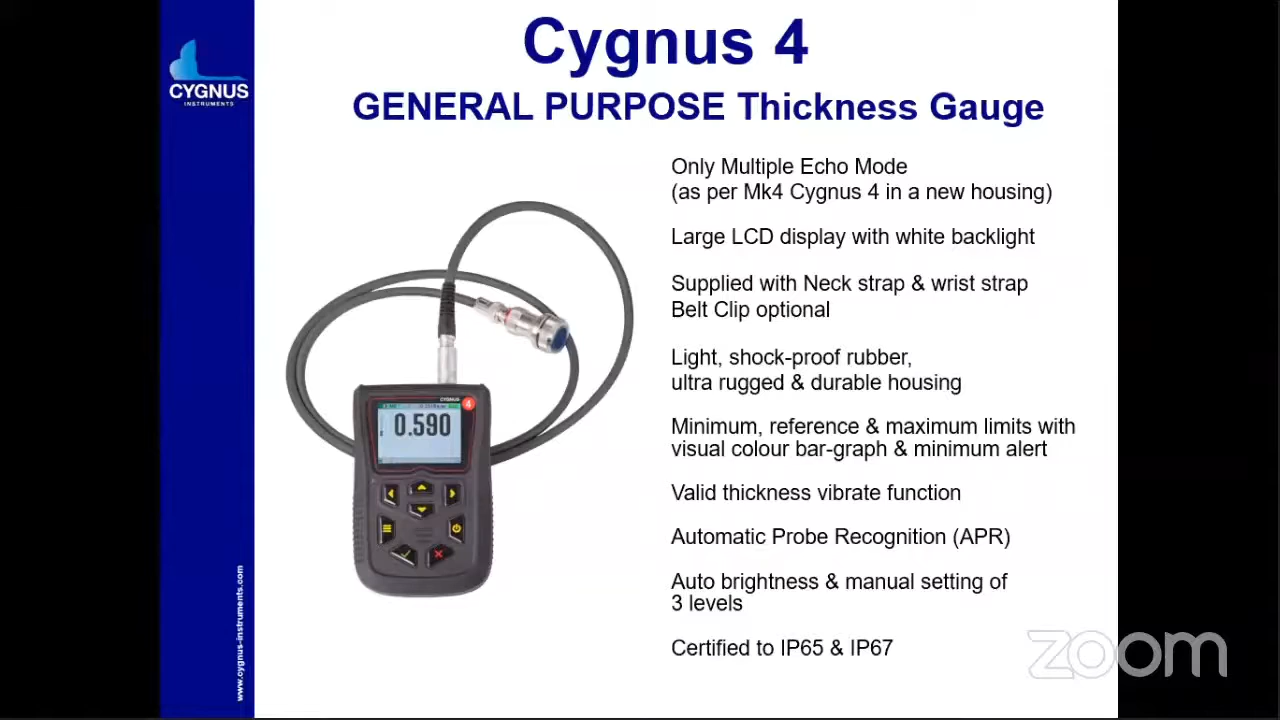 Cygnus 4
GENERAL PURPOSE Thickness Gauge
CYGNUS
INSTRUMENTS
Only Multiple Echo Mode
(as per Mk4 Cygnus 4 in a new housing)
Large LCD display with white backlight
Supplied with Neck strap & wrist strap
Belt Clip optional
Light, shock-proof rubber,
ultra rugged & durable housing
Minimum, reference & maximum limits with
visual colour bar-graph & minimum alert
Valid thickness vibrate function
Automatic Probe Recognition (APR)
Auto brightness & manual setting of
3 levels
Certified to IP65 & IP67
CYGNUS
4
0.590
www.cygnus-instruments.com
zoom